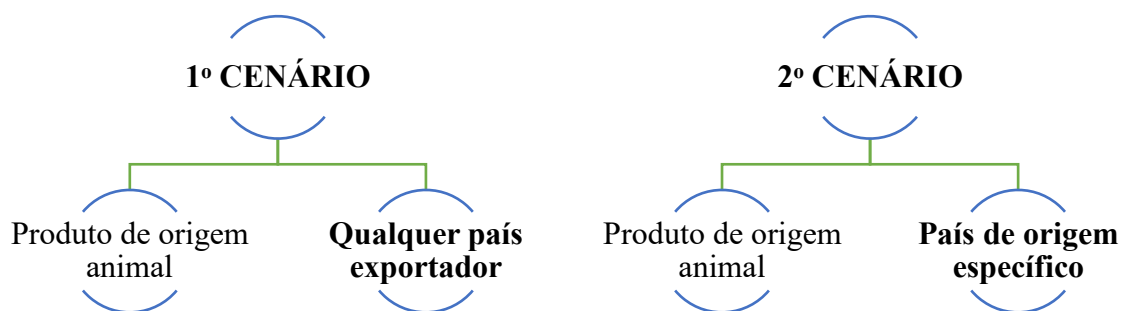 1º CENÁRIO
Produto de origem
animal
Qualquer país
exportador
2º CENÁRIO
Produto de origem
animal
País de origem
específico